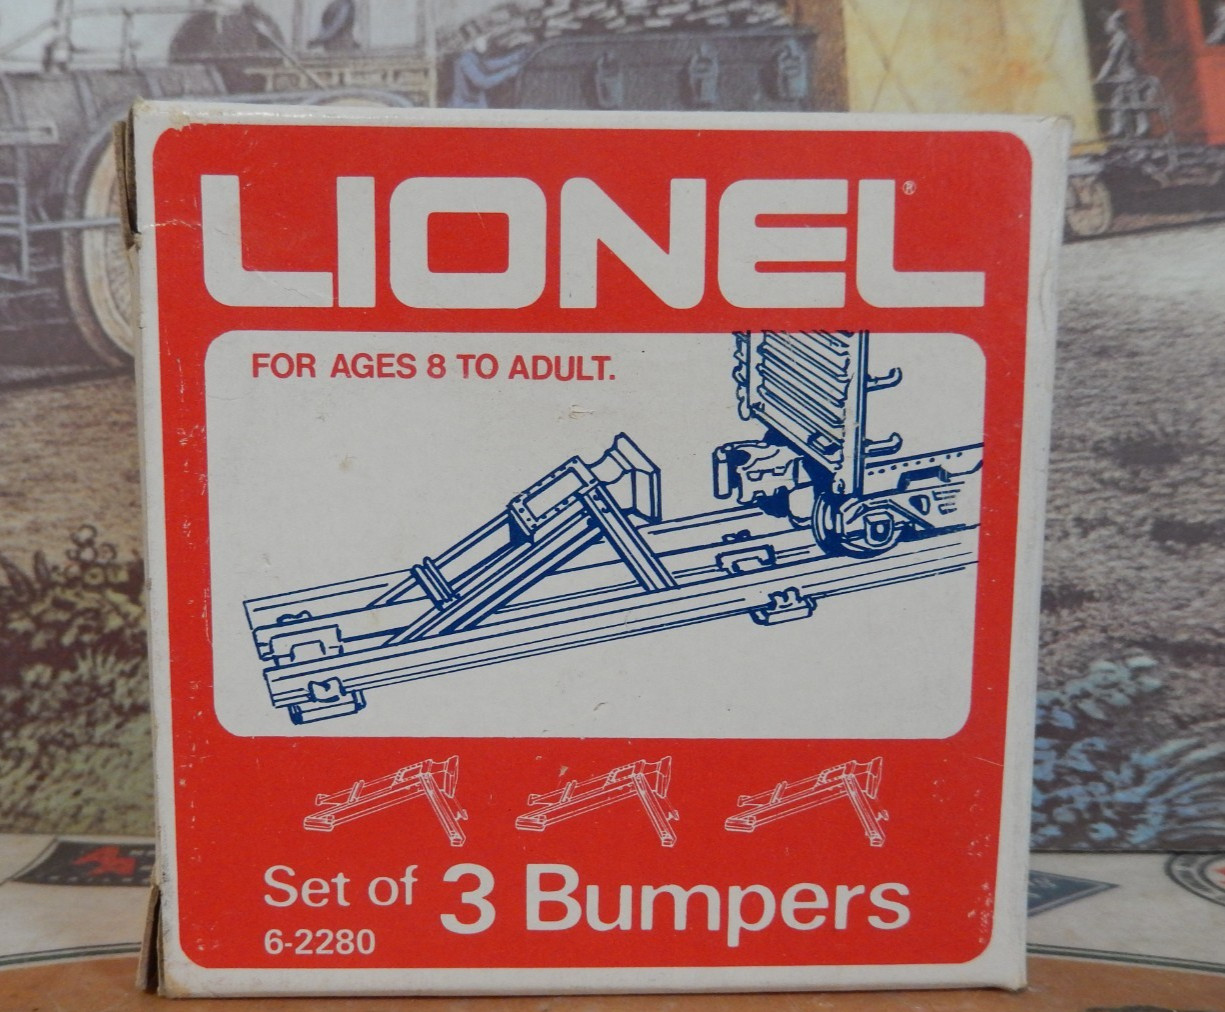 LIONEL®
FOR AGES 8 TO ADULT.
Set of 3 Bumpers
6-2280